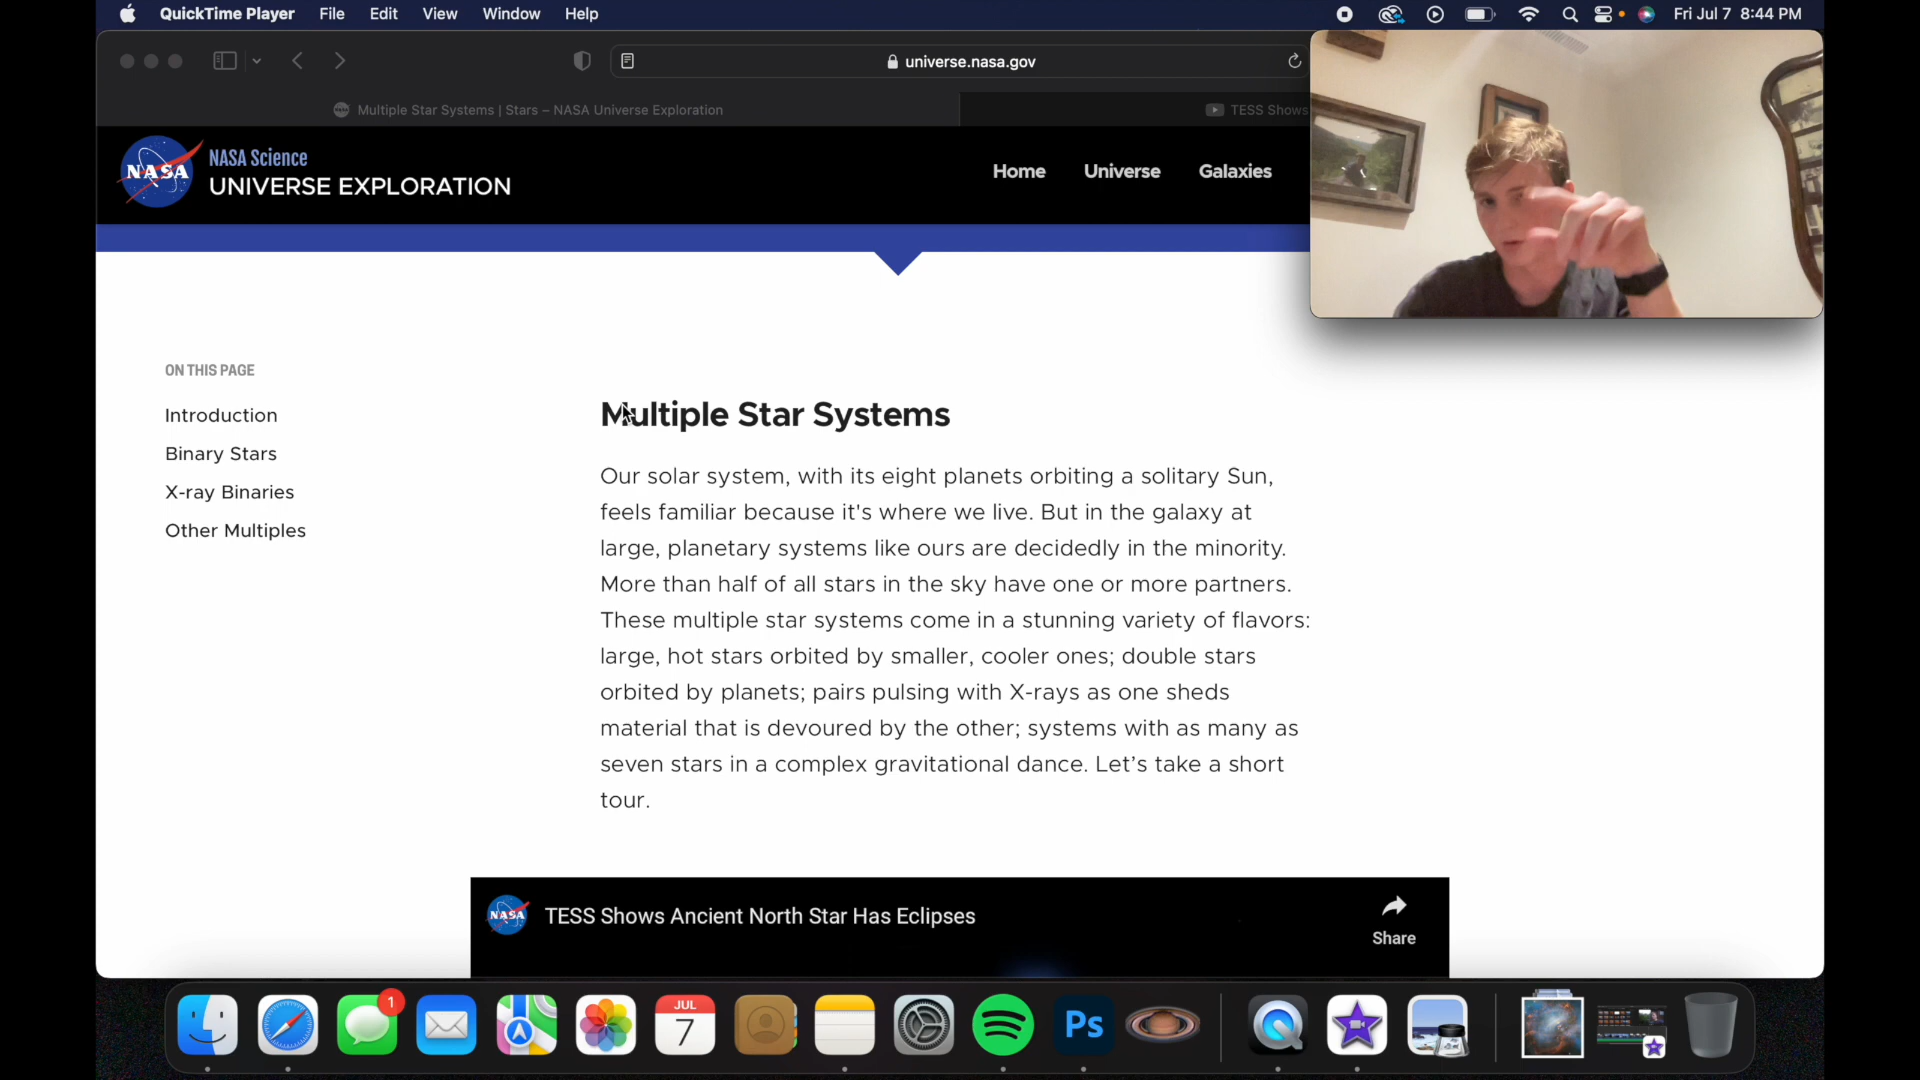 QuickTime Player File Edit View Window Help
Fri Jul 7 8:44 PM
universe.nasa.gov
Multiple Star Systems | Stars – NASA Universe Exploration
TESS Shows
NASA
NASA Science
UNIVERSE EXPLORATION
Home Universe Galaxies
ON THIS PAGE
Introduction
Binary Stars
X-ray Binaries
Other Multiples
Multiple Star Systems
Our solar system, with its eight planets orbiting a solitary Sun,
feels familiar because it's where we live. But in the galaxy at
large, planetary systems like ours are decidedly in the minority.
More than half of all stars in the sky have one or more partners.
These multiple star systems come in a stunning variety of flavors:
large, hot stars orbited by smaller, cooler ones; double stars
orbited by planets; pairs pulsing with X-rays as one sheds
material that is devoured by the other; systems with as many as
seven stars in a complex gravitational dance. Let’s take a short
tour.
NASA
TESS Shows Ancient North Star Has Eclipses
Share
1
JUL
7
Ps